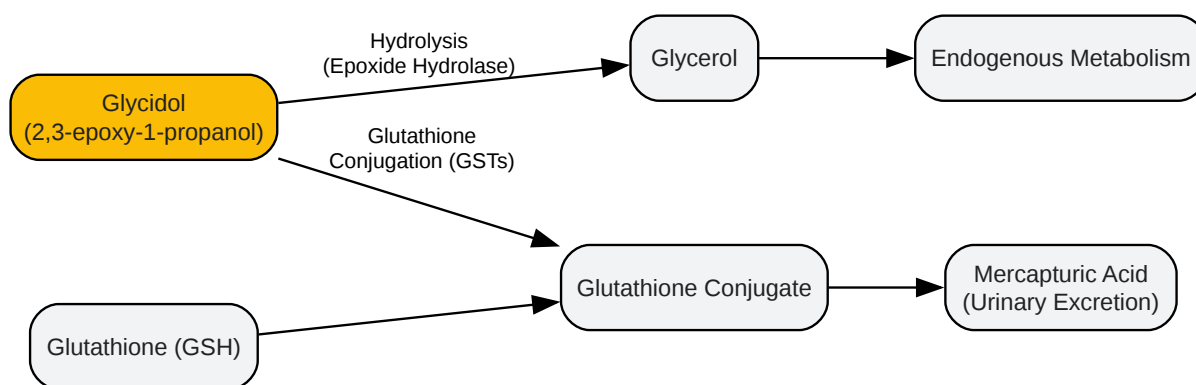 Hydrolysis
(Epoxide Hydrolase)
Glycerol
Endogenous Metabolism
Glycidol
(2,3-epoxy-1-propanol)
Glutathione
Conjugation (GSTs)
Glutathione Conjugate
Mercapturic Acid
(Urinary Excretion)
Glutathione (GSH)